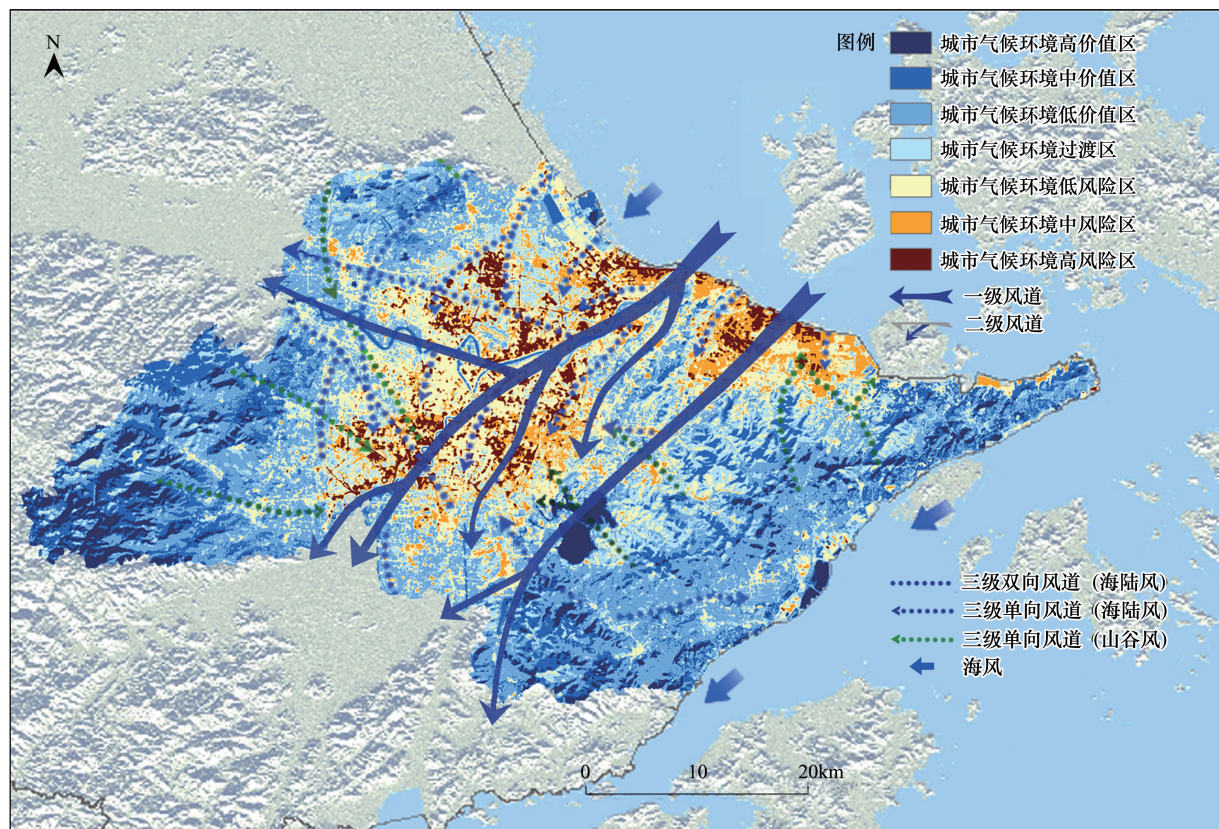 N
图例
城市气候环境高价值区
城市气候环境中价值区
城市气候环境低价值区
城市气候环境过渡区
城市气候环境低风险区
城市气候环境中风险区
城市气候环境高风险区
一级风道
二级风道
三级双向风道 (海陆风)
三级单向风道 (海陆风)
三级单向风道 (山谷风)
海风
0 10 20km